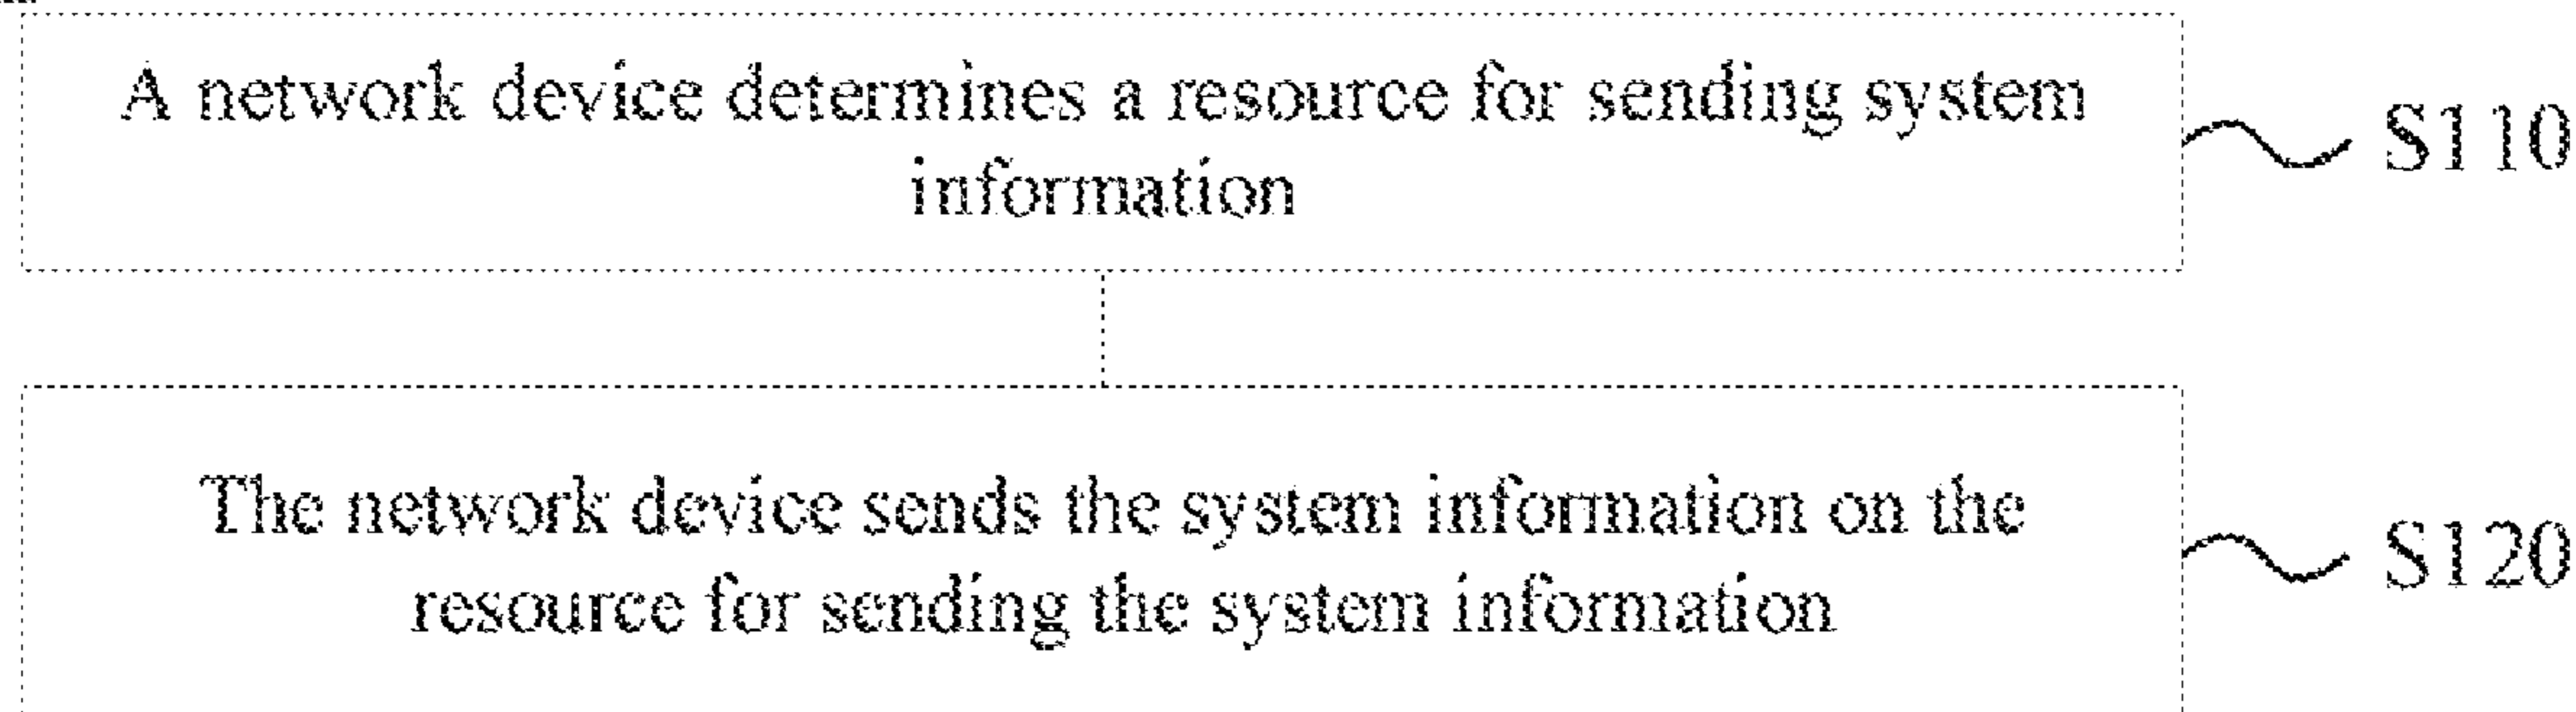 A network device determines a resource for sending system
information
S110
The network device sends the system information on the
resource for sending the system information
S120